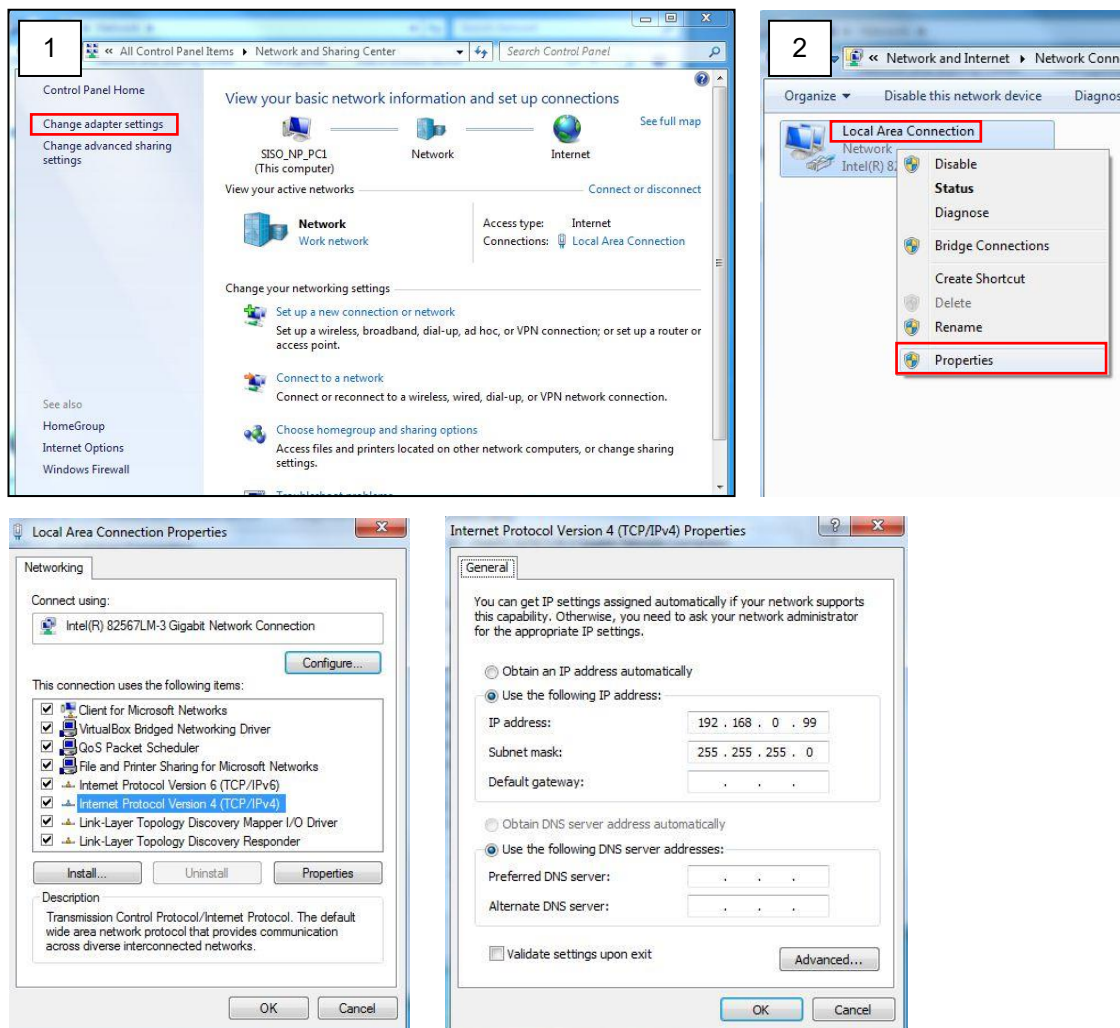 1
« All Control Panel Items ▸ Network and Sharing Center
Search Control Panel
Control Panel Home
Change adapter settings
Change advanced sharing
settings
See also
HomeGroup
Internet Options
Windows Firewall
View your basic network information and set up connections
See full map
SISO_NP_PC1
(This computer)
Network
Internet
View your active networks
Connect or disconnect
Network
Work network
Access type: Internet
Connections: Local Area Connection
Change your networking settings
Set up a new connection or network
Set up a wireless, broadband, dial-up, ad hoc, or VPN connection; or set up a router or
access point.
Connect to a network
Connect or reconnect to a wireless, wired, dial-up, or VPN network connection.
Choose homegroup and sharing options
Access files and printers located on other network computers, or change sharing
settings.
Troubleshoot problems
2
« Network and Internet ▸ Network Conn
Organize Disable this network device Diagnos
Local Area Connection
Network
Intel(R) 8
Disable
Status
Diagnose
Bridge Connections
Create Shortcut
Delete
Rename
Properties
Local Area Connection Properties
Networking
Connect using:
Intel(R) 82567LM-3 Gigabit Network Connection
Configure...
This connection uses the following items:
Client for Microsoft Networks
VirtualBox Bridged Networking Driver
QoS Packet Scheduler
File and Printer Sharing for Microsoft Networks
Internet Protocol Version 6 (TCP/IPv6)
Internet Protocol Version 4 (TCP/IPv4)
Link-Layer Topology Discovery Mapper I/O Driver
Link-Layer Topology Discovery Responder
Install... Uninstall Properties
Description
Transmission Control Protocol/Internet Protocol. The default
wide area network protocol that provides communication
across diverse interconnected networks.
OK Cancel
Internet Protocol Version 4 (TCP/IPv4) Properties
General
You can get IP settings assigned automatically if your network supports
this capability. Otherwise, you need to ask your network administrator
for the appropriate IP settings.
Obtain an IP address automatically
Use the following IP address:
IP address: 192 . 168 . 0 . 99
Subnet mask: 255 . 255 . 255 . 0
Default gateway: . . .
Obtain DNS server address automatically
Use the following DNS server addresses:
Preferred DNS server: . . .
Alternate DNS server: . . .
Validate settings upon exit
Advanced...
OK Cancel